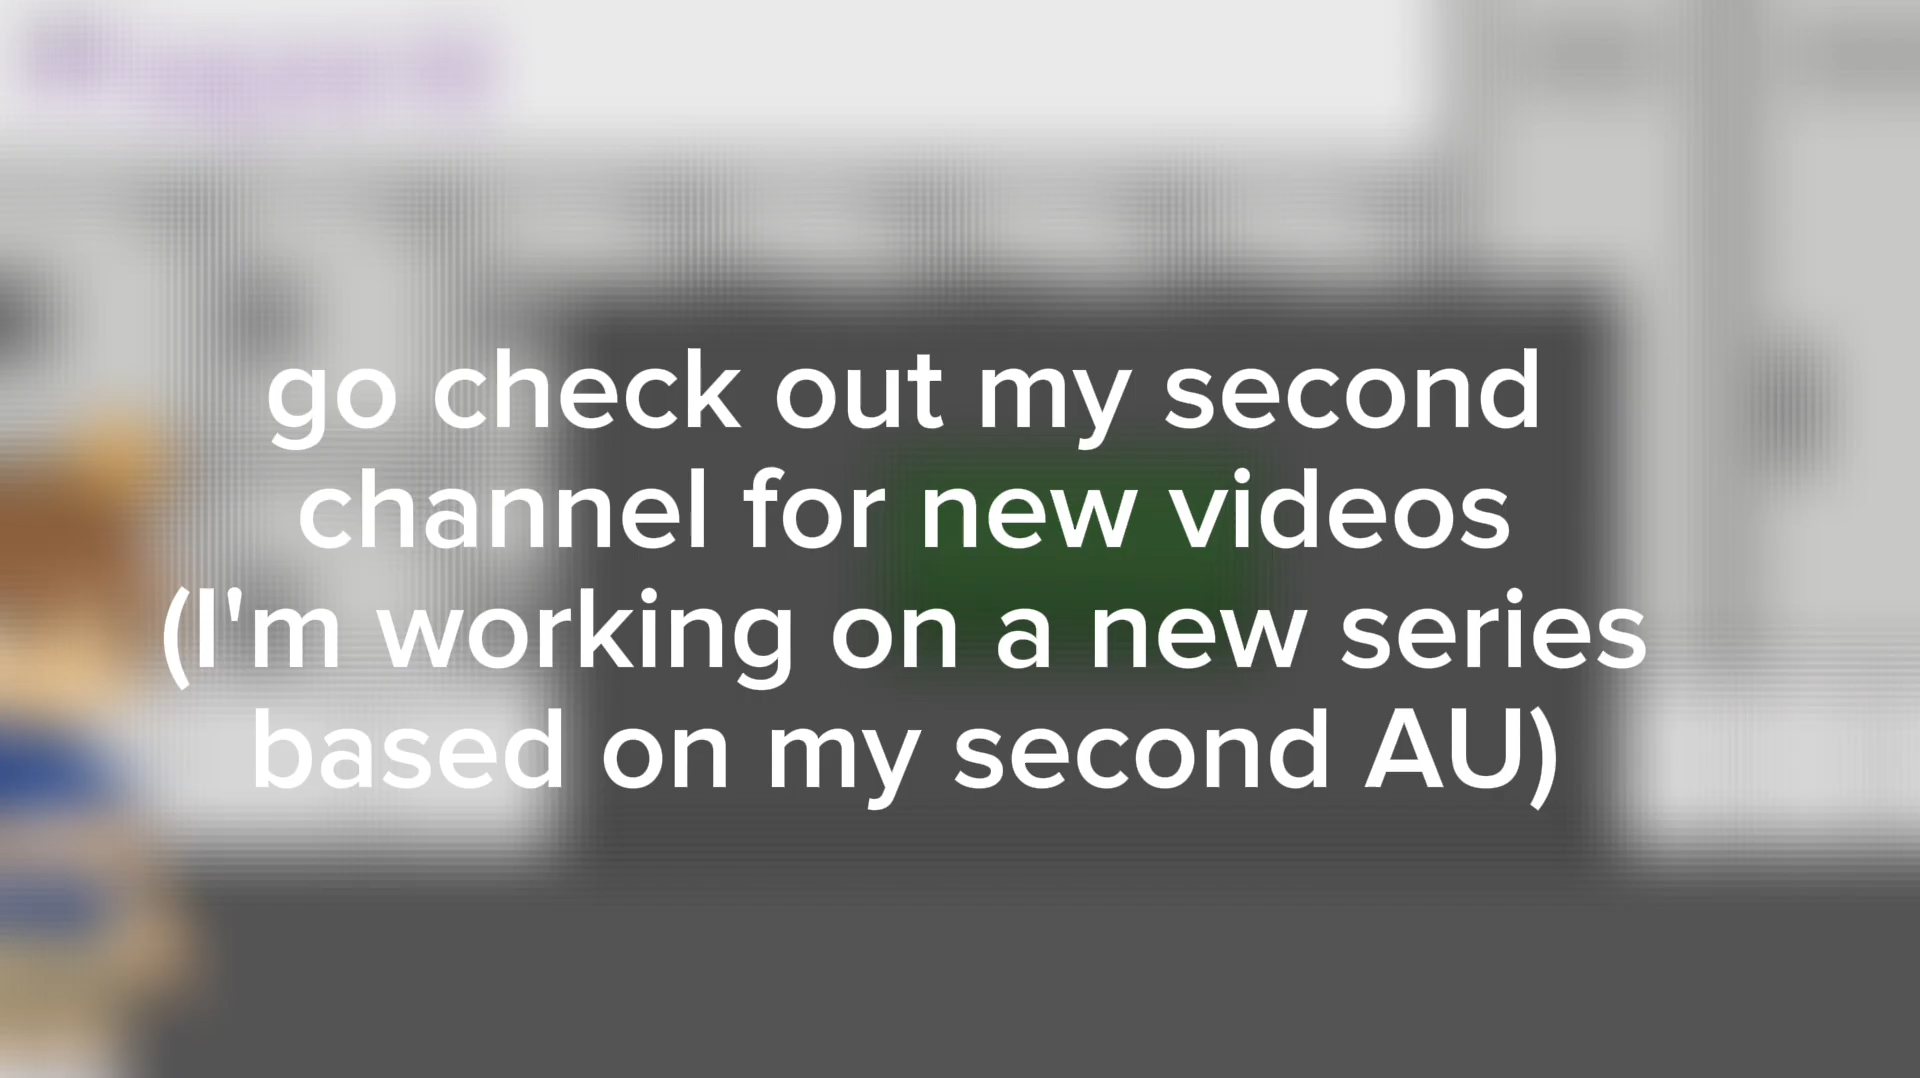 go check out my second
channel for new videos
(I'm working on a new series
based on my second AU)